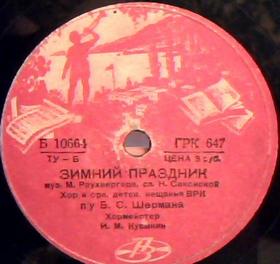 Б 10664
ГРК 647
ТУ-Б
ЦЕНА 3
ЗИМНИЙ ПРАЗДНИК
муз. М. Раухвергера, сл. Н. Саконской
Хор и орк. детск. вещанья ВРК
п/у Б. С. Шермана
Хормейстер
И. М. Кувыкин